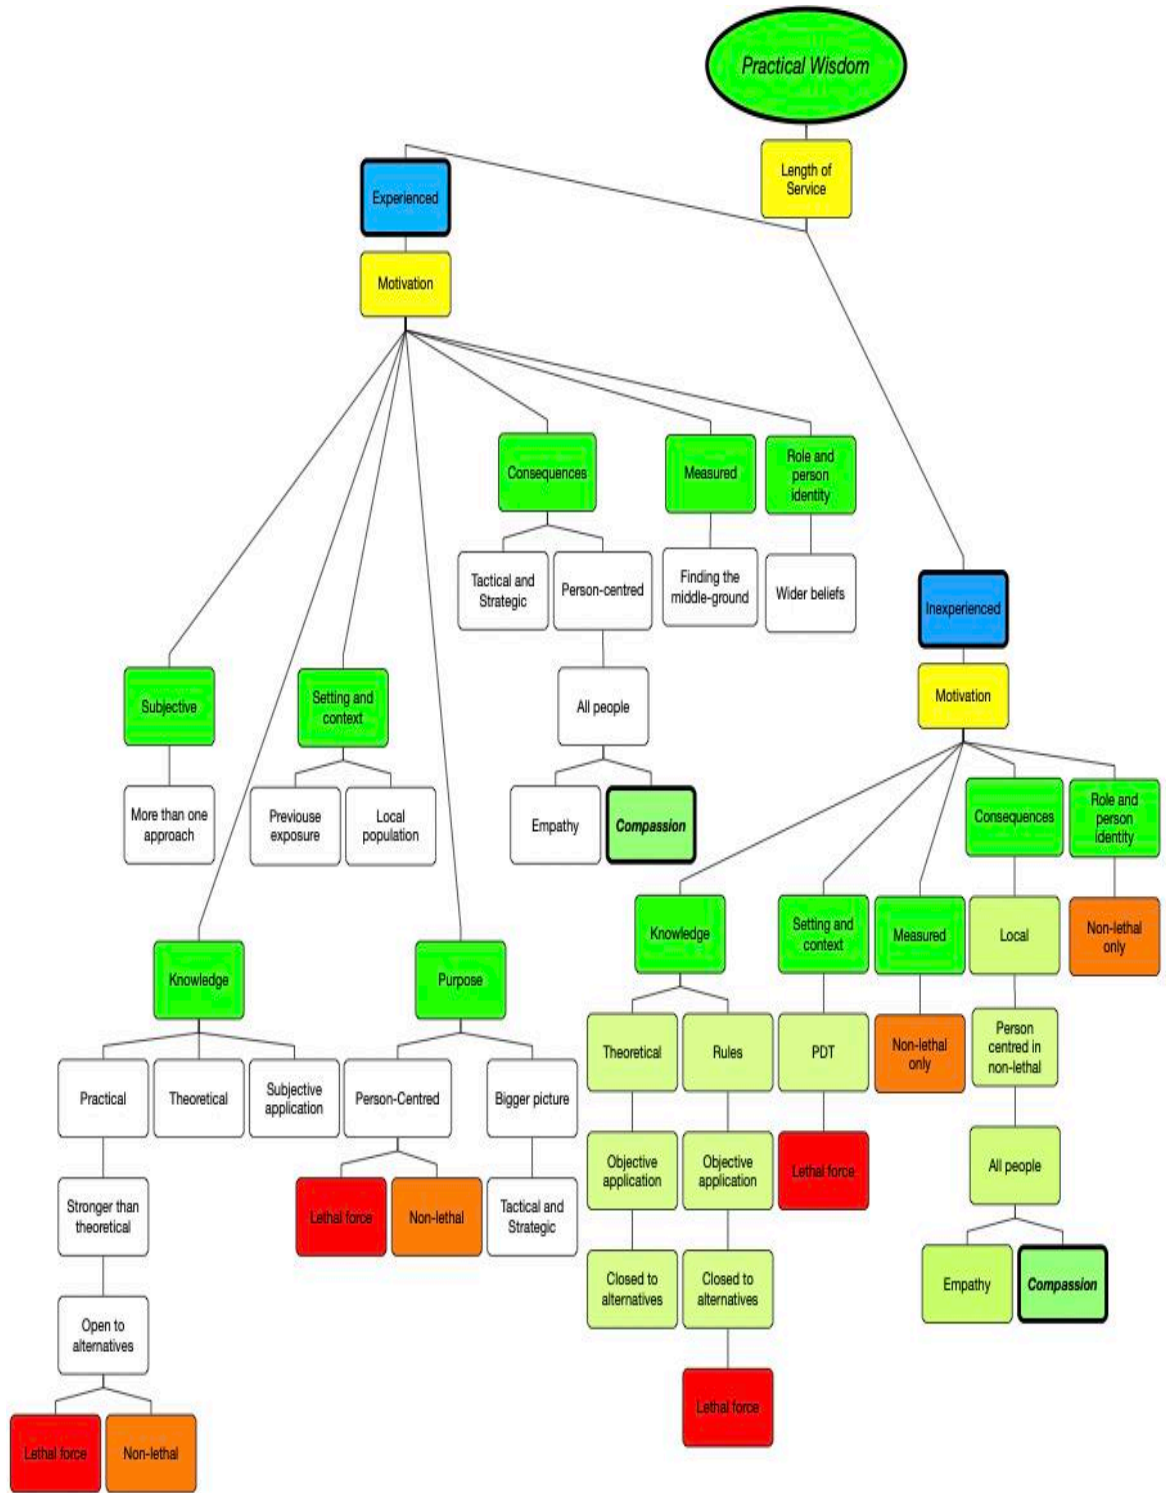 Practical Wisdom
Length of
Service
Experienced
Motivation
Consequences
Measured
Role and
person
identity
Tactical and
Strategic
Person-centred
Finding the
middle-ground
Wider beliefs
Inexperienced
Subjective
Setting and
context
All people
Motivation
More than one
approach
Previouse
exposure
Local
population
Empathy
Compassion
Consequences
Role and
person
identity
Knowledge
Setting and
context
Measured
Local
Non-lethal
only
Knowledge
Purpose
Theoretical
Rules
PDT
Non-lethal
only
Person
centred in
non-lethal
Practical
Theoretical
Subjective
application
Person-Centred
Bigger picture
Objective
application
Objective
application
Lethal force
All people
Stronger than
theoretical
Lethal force
Non-lethal
Tactical and
Strategic
Closed to
alternatives
Closed to
alternatives
Empathy
Compassion
Open to
alternatives
Lethal force
Lethal force
Non-lethal